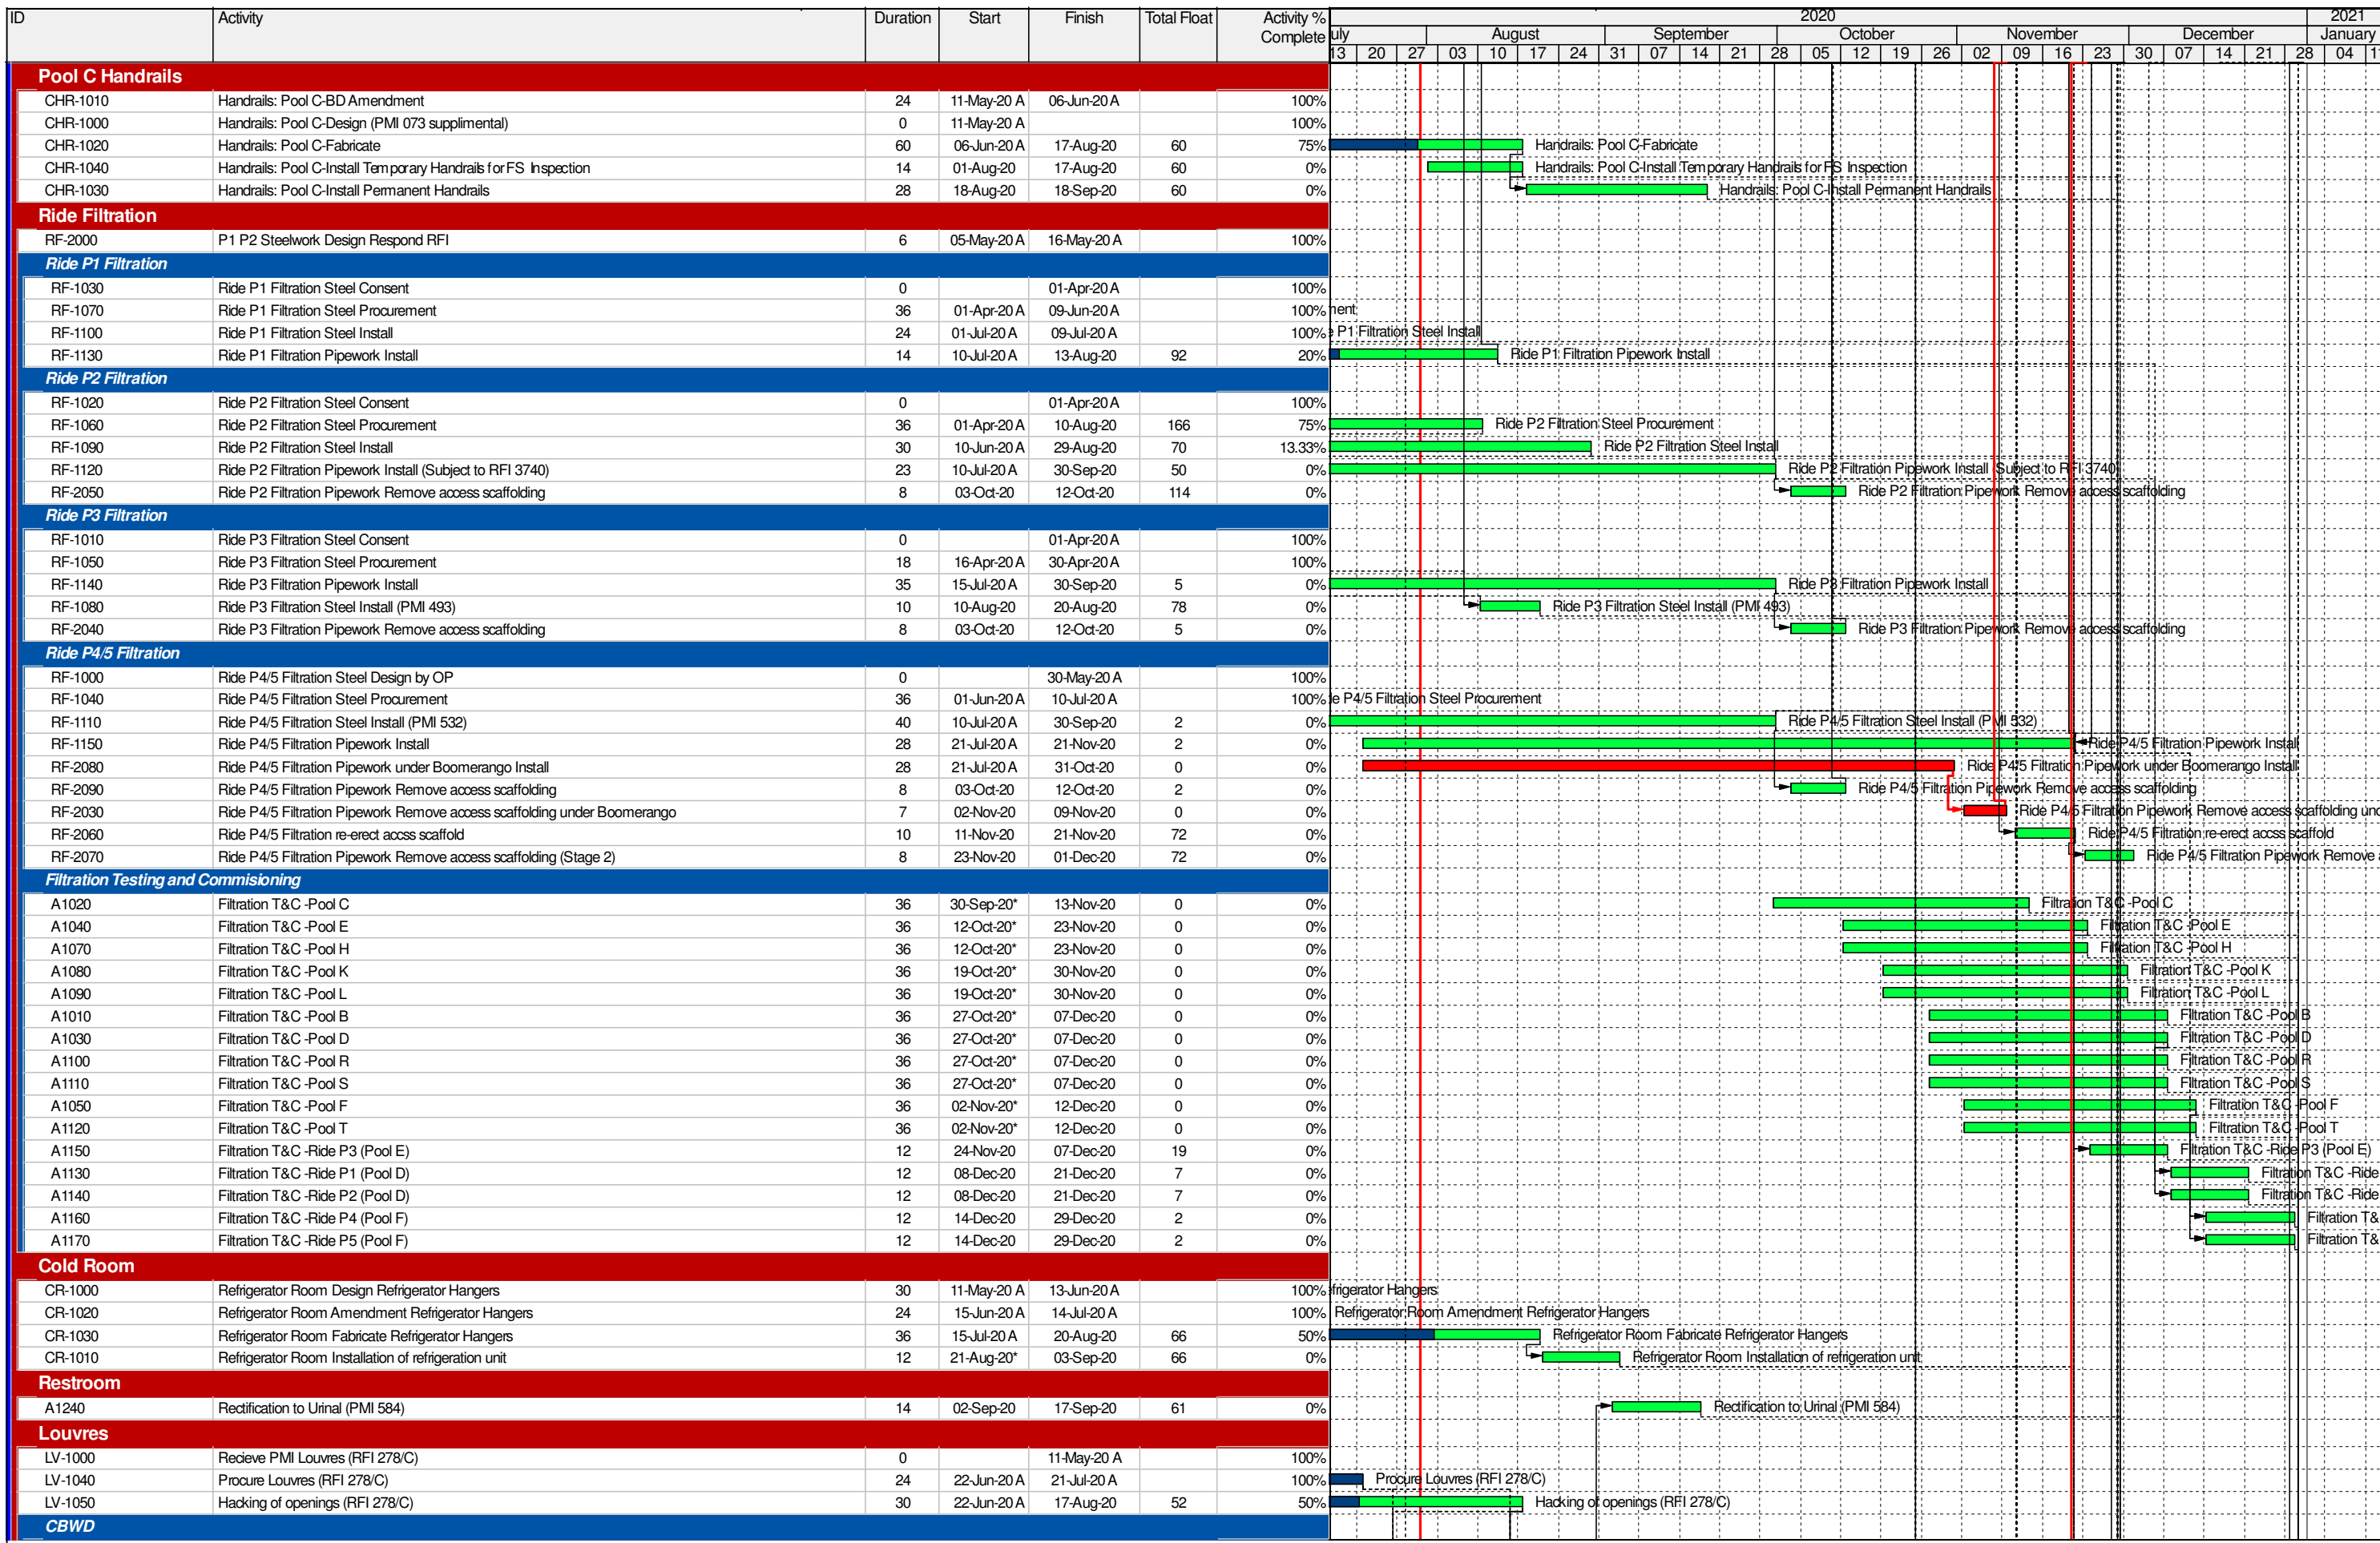 ID Activity Duration Start Finish Total Float Activity % Complete
2020 2021
uly August September October November December January
13 20 27 03 10 17 24 31 07 14 21 28 05 12 19 26 02 09 16 23 30 07 14 21 28 04 1
Pool C Handrails
CHR-1010 Handrails: Pool C-BD Amendment 24 11-May-20 A 06-Jun-20 A 100%
CHR-1000 Handrails: Pool C-Design (PMI 073 supplimental) 0 11-May-20 A 100%
CHR-1020 Handrails: Pool C-Fabricate 60 06-Jun-20 A 17-Aug-20 60 75% Handrails: Pool C-Fabricate
CHR-1040 Handrails: Pool C-Install Temporary Handrails for FS Inspection 14 01-Aug-20 17-Aug-20 60 0% Handrails: Pool C-Install Temporary Handrails for FS Inspection
CHR-1030 Handrails: Pool C-Install Permanent Handrails 28 18-Aug-20 18-Sep-20 60 0% Handrails: Pool C-Install Permanent Handrails
Ride Filtration
RF-2000 P1 P2 Steelwork Design Respond RFI 6 05-May-20 A 16-May-20 A 100%
Ride P1 Filtration
RF-1030 Ride P1 Filtration Steel Consent 0 01-Apr-20 A 100%
RF-1070 Ride P1 Filtration Steel Procurement 36 01-Apr-20 A 09-Jun-20 A 100% ment
RF-1100 Ride P1 Filtration Steel Install 24 01-Jul-20 A 09-Jul-20 A 100% e P1 Filtration Steel Install
RF-1130 Ride P1 Filtration Pipework Install 14 10-Jul-20 A 13-Aug-20 92 20% Ride P1 Filtration Pipework Install
Ride P2 Filtration
RF-1020 Ride P2 Filtration Steel Consent 0 01-Apr-20 A 100%
RF-1060 Ride P2 Filtration Steel Procurement 36 01-Apr-20 A 10-Aug-20 166 75% Ride P2 Filtration Steel Procurement
RF-1090 Ride P2 Filtration Steel Install 30 10-Jun-20 A 29-Aug-20 70 13.33% Ride P2 Filtration Steel Install
RF-1120 Ride P2 Filtration Pipework Install (Subject to RFI 3740) 23 10-Jul-20 A 30-Sep-20 50 0% Ride P2 Filtration Pipework Install (Subject to RFI 3740)
RF-2050 Ride P2 Filtration Pipework Remove access scaffolding 8 03-Oct-20 12-Oct-20 114 0% Ride P2 Filtration Pipework Remove access scaffolding
Ride P3 Filtration
RF-1010 Ride P3 Filtration Steel Consent 0 01-Apr-20 A 100%
RF-1050 Ride P3 Filtration Steel Procurement 18 16-Apr-20 A 30-Apr-20 A 100%
RF-1140 Ride P3 Filtration Pipework Install 35 15-Jul-20 A 30-Sep-20 5 0% Ride P3 Filtration Pipework Install
RF-1080 Ride P3 Filtration Steel Install (PMI 493) 10 10-Aug-20 20-Aug-20 78 0% Ride P3 Filtration Steel Install (PMI 493)
RF-2040 Ride P3 Filtration Pipework Remove access scaffolding 8 03-Oct-20 12-Oct-20 5 0% Ride P3 Filtration Pipework Remove access scaffolding
Ride P4/5 Filtration
RF-1000 Ride P4/5 Filtration Steel Design by OP 0 30-May-20 A 100%
RF-1040 Ride P4/5 Filtration Steel Procurement 36 01-Jun-20 A 10-Jul-20 A 100% le P4/5 Filtration Steel Procurement
RF-1110 Ride P4/5 Filtration Steel Install (PMI 532) 40 10-Jul-20 A 30-Sep-20 2 0% Ride P4/5 Filtration Steel Install (PMI 532)
RF-1150 Ride P4/5 Filtration Pipework Install 28 21-Jul-20 A 21-Nov-20 2 0% Ride P4/5 Filtration Pipework Install
RF-2080 Ride P4/5 Filtration Pipework under Boomerango Install 28 21-Jul-20 A 31-Oct-20 0 0% Ride P4/5 Filtration Pipework under Boomerango Install
RF-2090 Ride P4/5 Filtration Pipework Remove access scaffolding 8 03-Oct-20 12-Oct-20 2 0% Ride P4/5 Filtration Pipework Remove access scaffolding
RF-2030 Ride P4/5 Filtration Pipework Remove access scaffolding under Boomerango 7 02-Nov-20 09-Nov-20 0 0% Ride P4/5 Filtration Pipework Remove access scaffolding und
RF-2060 Ride P4/5 Filtration re-erect accss scaffold 10 11-Nov-20 21-Nov-20 72 0% Ride P4/5 Filtration re-erect accss scaffold
RF-2070 Ride P4/5 Filtration Pipework Remove access scaffolding (Stage 2) 8 23-Nov-20 01-Dec-20 72 0% Ride P4/5 Filtration Pipework Remove a
Filtration Testing and Commisioning
A1020 Filtration T&C -Pool C 36 30-Sep-20* 13-Nov-20 0 0% Filtration T&C -Pool C
A1040 Filtration T&C -Pool E 36 12-Oct-20* 23-Nov-20 0 0% Filtration T&C -Pool E
A1070 Filtration T&C -Pool H 36 12-Oct-20* 23-Nov-20 0 0% Filtration T&C -Pool H
A1080 Filtration T&C -Pool K 36 19-Oct-20* 30-Nov-20 0 0% Filtration T&C -Pool K
A1090 Filtration T&C -Pool L 36 19-Oct-20* 30-Nov-20 0 0% Filtration T&C -Pool L
A1010 Filtration T&C -Pool B 36 27-Oct-20* 07-Dec-20 0 0% Filtration T&C -Pool B
A1030 Filtration T&C -Pool D 36 27-Oct-20* 07-Dec-20 0 0% Filtration T&C -Pool D
A1100 Filtration T&C -Pool R 36 27-Oct-20* 07-Dec-20 0 0% Filtration T&C -Pool R
A1110 Filtration T&C -Pool S 36 27-Oct-20* 07-Dec-20 0 0% Filtration T&C -Pool S
A1050 Filtration T&C -Pool F 36 02-Nov-20* 12-Dec-20 0 0% Filtration T&C -Pool F
A1120 Filtration T&C -Pool T 36 02-Nov-20* 12-Dec-20 0 0% Filtration T&C -Pool T
A1150 Filtration T&C -Ride P3 (Pool E) 12 24-Nov-20 07-Dec-20 19 0% Filtration T&C -Ride P3 (Pool E)
A1130 Filtration T&C -Ride P1 (Pool D) 12 08-Dec-20 21-Dec-20 7 0% Filtration T&C -Ride
A1140 Filtration T&C -Ride P2 (Pool D) 12 08-Dec-20 21-Dec-20 7 0% Filtration T&C -Ride
A1160 Filtration T&C -Ride P4 (Pool F) 12 14-Dec-20 29-Dec-20 2 0% Filtration T&
A1170 Filtration T&C -Ride P5 (Pool F) 12 14-Dec-20 29-Dec-20 2 0% Filtration T&
Cold Room
CR-1000 Refrigerator Room Design Refrigerator Hangers 30 11-May-20 A 13-Jun-20 A 100% efrigerator Hangers
CR-1020 Refrigerator Room Amendment Refrigerator Hangers 24 15-Jun-20 A 14-Jul-20 A 100% Refrigerator Room Amendment Refrigerator Hangers
CR-1030 Refrigerator Room Fabricate Refrigerator Hangers 36 15-Jul-20 A 20-Aug-20 66 50% Refrigerator Room Fabricate Refrigerator Hangers
CR-1010 Refrigerator Room Installation of refrigeration unit 12 21-Aug-20* 03-Sep-20 66 0% Refrigerator Room Installation of refrigeration unit
Restroom
A1240 Rectification to Urinal (PMI 584) 14 02-Sep-20 17-Sep-20 61 0% Rectification to Urinal (PMI 584)
Louvres
LV-1000 Recieve PMI Louvres (RFI 278/C) 0 11-May-20 A 100%
LV-1040 Procure Louvres (RFI 278/C) 24 22-Jun-20 A 21-Jul-20 A 100% Procure Louvres (RFI 278/C)
LV-1050 Hacking of openings (RFI 278/C) 30 22-Jun-20 A 17-Aug-20 52 50% Hacking of openings (RFI 278/C)
CBWD